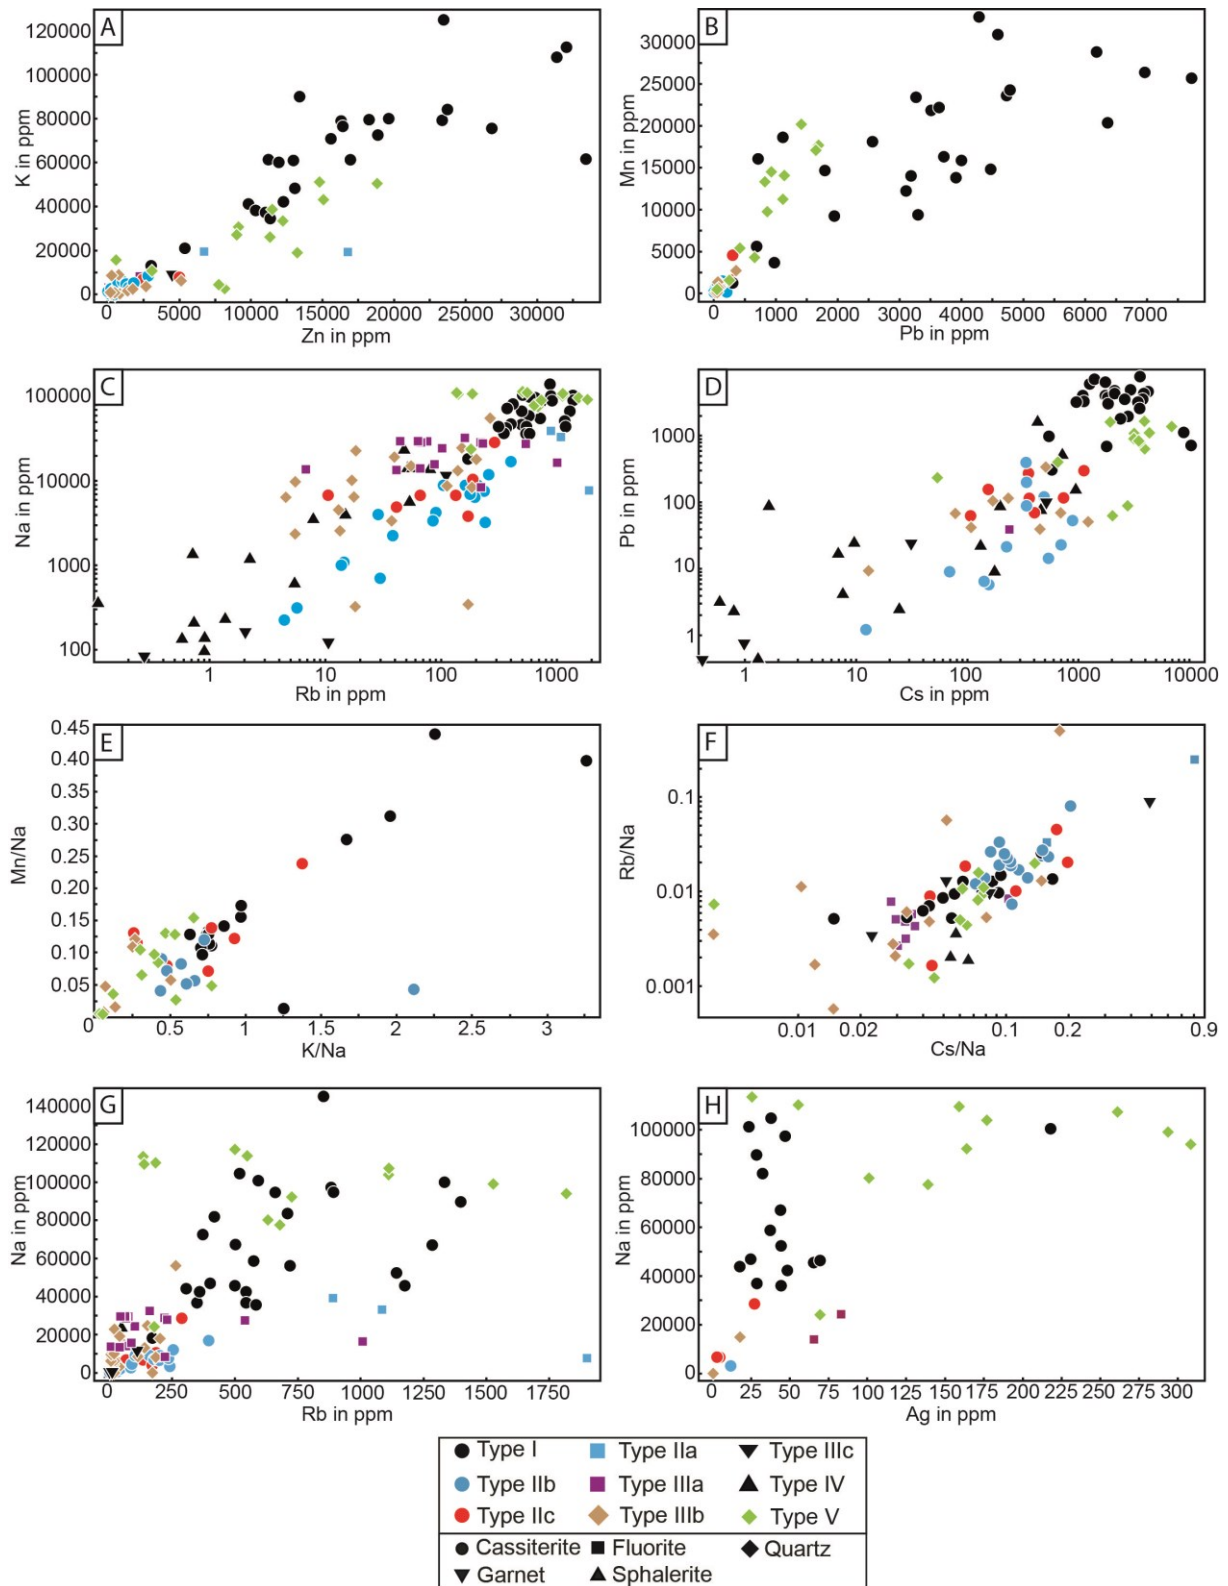 A
120000
100000
80000
60000
40000
20000
0
K in ppm
0 5000 10000 15000 20000 25000 30000
Zn in ppm
B
30000
25000
20000
15000
10000
5000
0
Mn in ppm
0 1000 2000 3000 4000 5000 6000 7000
Pb in ppm
C
100000
10000
1000
100
Na in ppm
1 10 100 1000
Rb in ppm
D
1000
100
10
1
Pb in ppm
1 10 100 1000 10000
Cs in ppm
E
0.45
0.40
0.35
0.30
0.25
0.20
0.15
0.10
0.05
Mn/Na
0 0.5 1 1.5 2 2.5 3
K/Na
F
0.1
0.01
0.001
Rb/Na
0.01 0.02 0.1 0.2 0.9
Cs/Na
G
140000
120000
100000
80000
60000
40000
20000
0
Na in ppm
0 250 500 750 1000 1250 1500 1750
Rb in ppm
H
100000
80000
60000
40000
20000
0
Na in ppm
0 25 50 75 100 125 150 175 200 225 250 275 300
Ag in ppm
Type I Type IIa Type IIIc
Type IIb Type IIIa Type IV
Type IIc Type IIIb Type V
Cassiterite Fluorite Quartz
Garnet Sphalerite